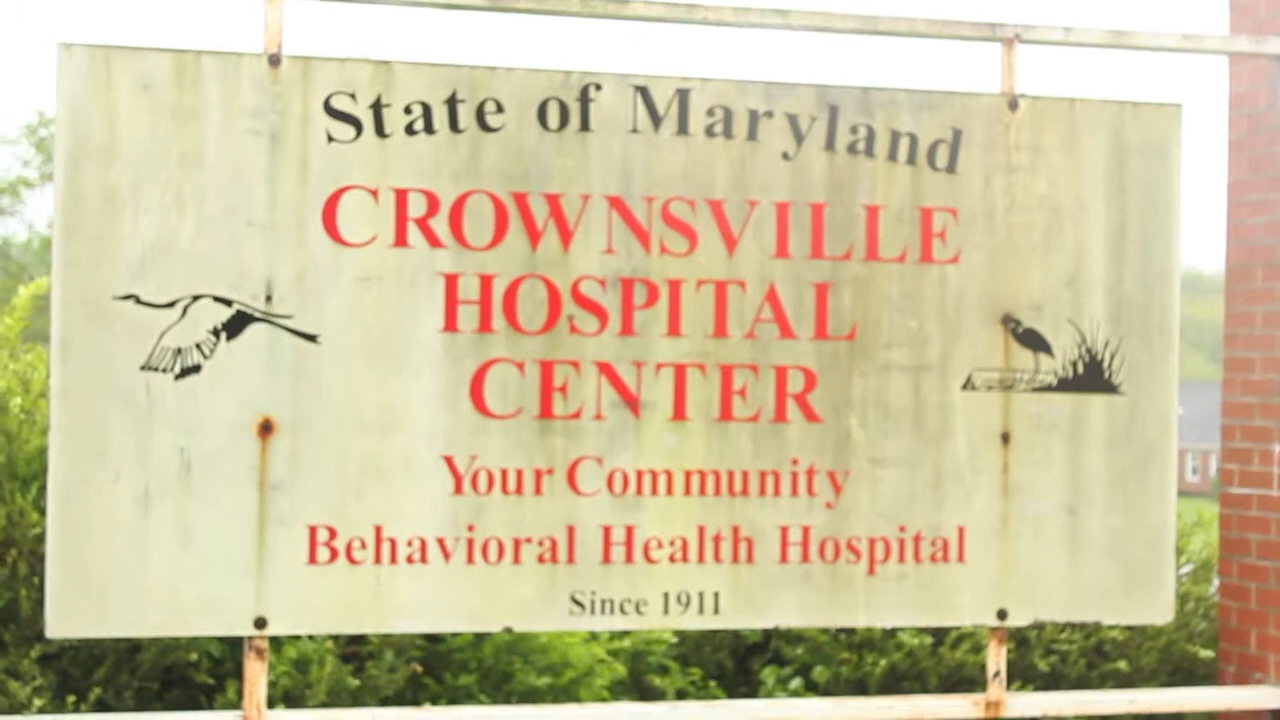 State of Maryland
CROWNSVILLE
HOSPITAL
CENTER
Your Community
Behavioral Health Hospital
Since 1911